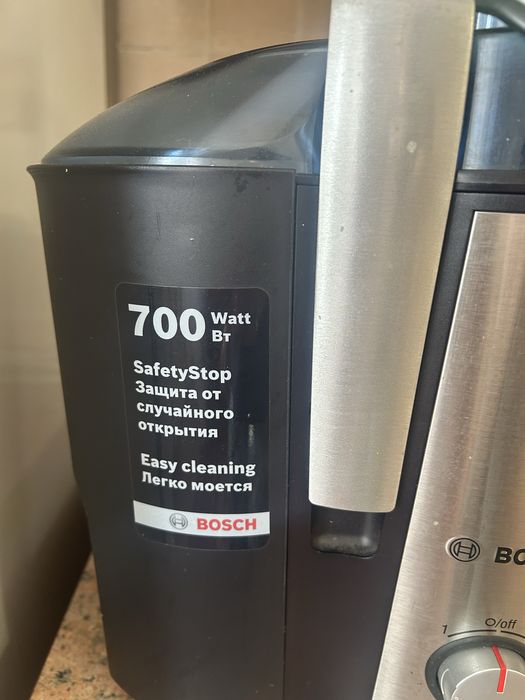 700 Watt
Вт
SafetyStop
Защита от
случайного
открытия
Easy cleaning
Легко моется
BOSCH
1 O/off